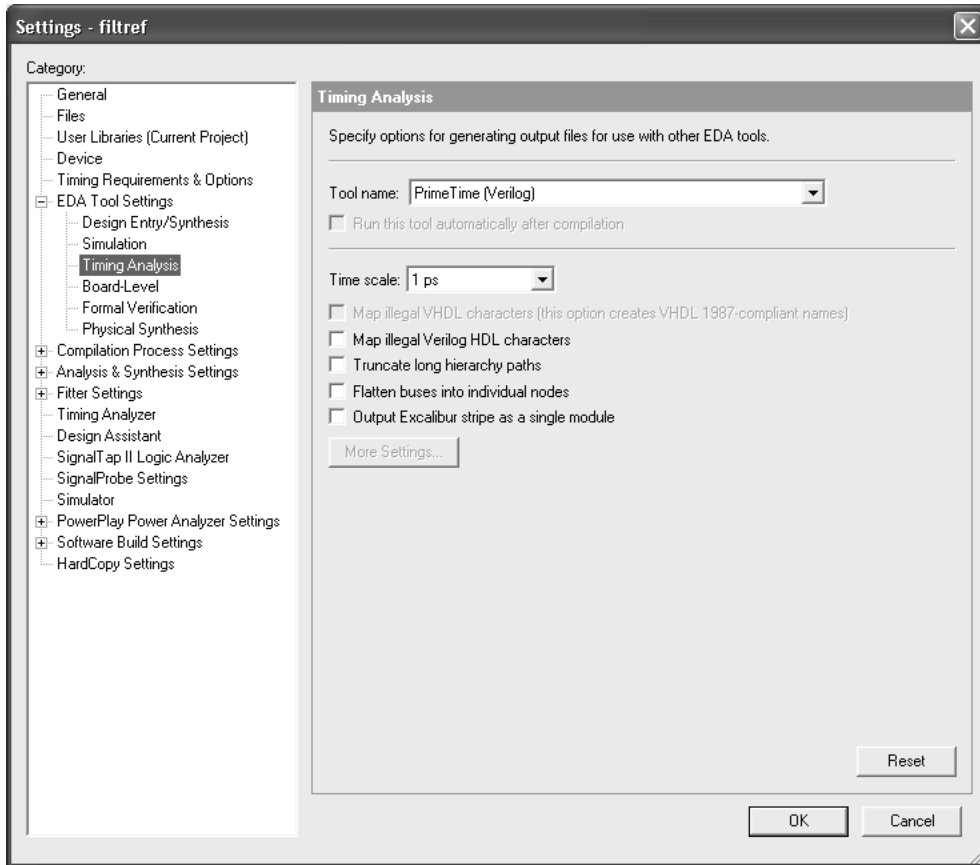 Settings - filtref
Category:
General
Files
User Libraries (Current Project)
Device
Timing Requirements & Options
EDA Tool Settings
Design Entry/Synthesis
Simulation
Timing Analysis
Board-Level
Formal Verification
Physical Synthesis
Compilation Process Settings
Analysis & Synthesis Settings
Fitter Settings
Timing Analyzer
Design Assistant
SignalTap II Logic Analyzer
SignalProbe Settings
Simulator
PowerPlay Power Analyzer Settings
Software Build Settings
HardCopy Settings
Timing Analysis
Specify options for generating output files for use with other EDA tools.
Tool name: PrimeTime (Verilog)
Run this tool automatically after compilation
Time scale: 1 ps
Map illegal VHDL characters (this option creates VHDL 1987-compliant names)
Map illegal Verilog HDL characters
Truncate long hierarchy paths
Flatten buses into individual nodes
Output Excalibur stripe as a single module
More Settings...
Reset
OK Cancel